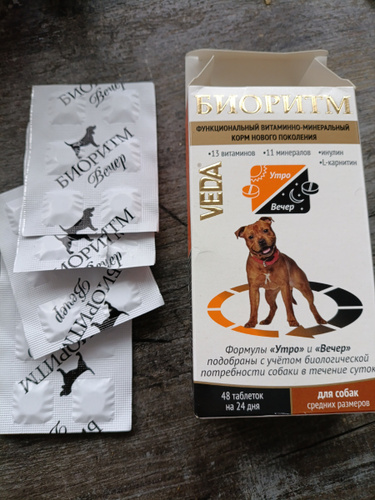 БИОРИТМ
Вечер
БИОРИТМ
Вечер
БИОРИТМ
Вечер
БИОРИТМ
БИОРИТМ
ФУНКЦИОНАЛЬНЫЙ ВИТАМИННО-МИНЕРАЛЬНЫЙ
КОРМ НОВОГО ПОКОЛЕНИЯ
•13 витаминов •11 минералов •инулин
•L-карнитин
VEDA
Утро
Вечер
Формулы «Утро» и «Вечер»
подобраны с учётом биологической
потребности собаки в течение суток
48 таблеток
на 24 дня
для собак
средних размеров